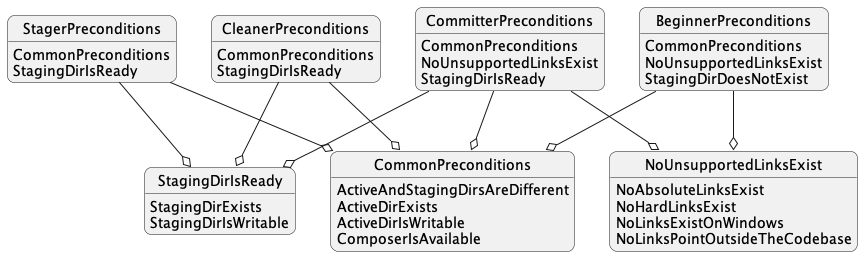 StagerPreconditions
CommonPreconditions
StagingDirIsReady
CleanerPreconditions
CommonPreconditions
StagingDirIsReady
CommitterPreconditions
CommonPreconditions
NoUnsupportedLinksExist
StagingDirIsReady
BeginnerPreconditions
CommonPreconditions
NoUnsupportedLinksExist
StagingDirDoesNotExist
StagingDirIsReady
StagingDirExists
StagingDirIsWritable
CommonPreconditions
ActiveAndStagingDirsAreDifferent
ActiveDirExists
ActiveDirIsWritable
ComposerIsAvailable
NoUnsupportedLinksExist
NoAbsoluteLinksExist
NoHardLinksExist
NoLinksExistOnWindows
NoLinksPointOutsideTheCodebase